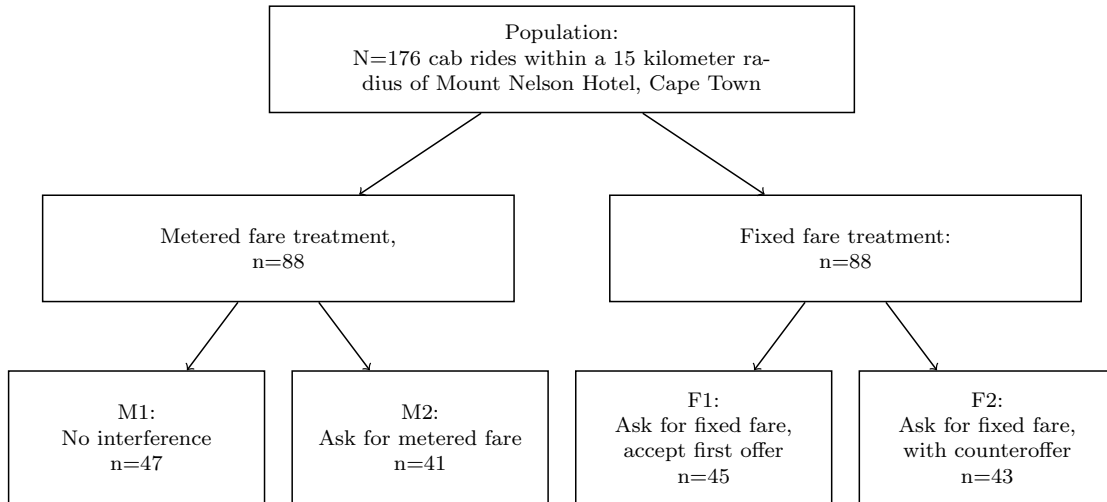 Population:
N=176 cab rides within a 15 kilometer ra-
dius of Mount Nelson Hotel, Cape Town
Metered fare treatment,
n=88
Fixed fare treatment:
n=88
M1:
No interference
n=47
M2:
Ask for metered fare
n=41
F1:
Ask for fixed fare,
accept first offer
n=45
F2:
Ask for fixed fare,
with counteroffer
n=43